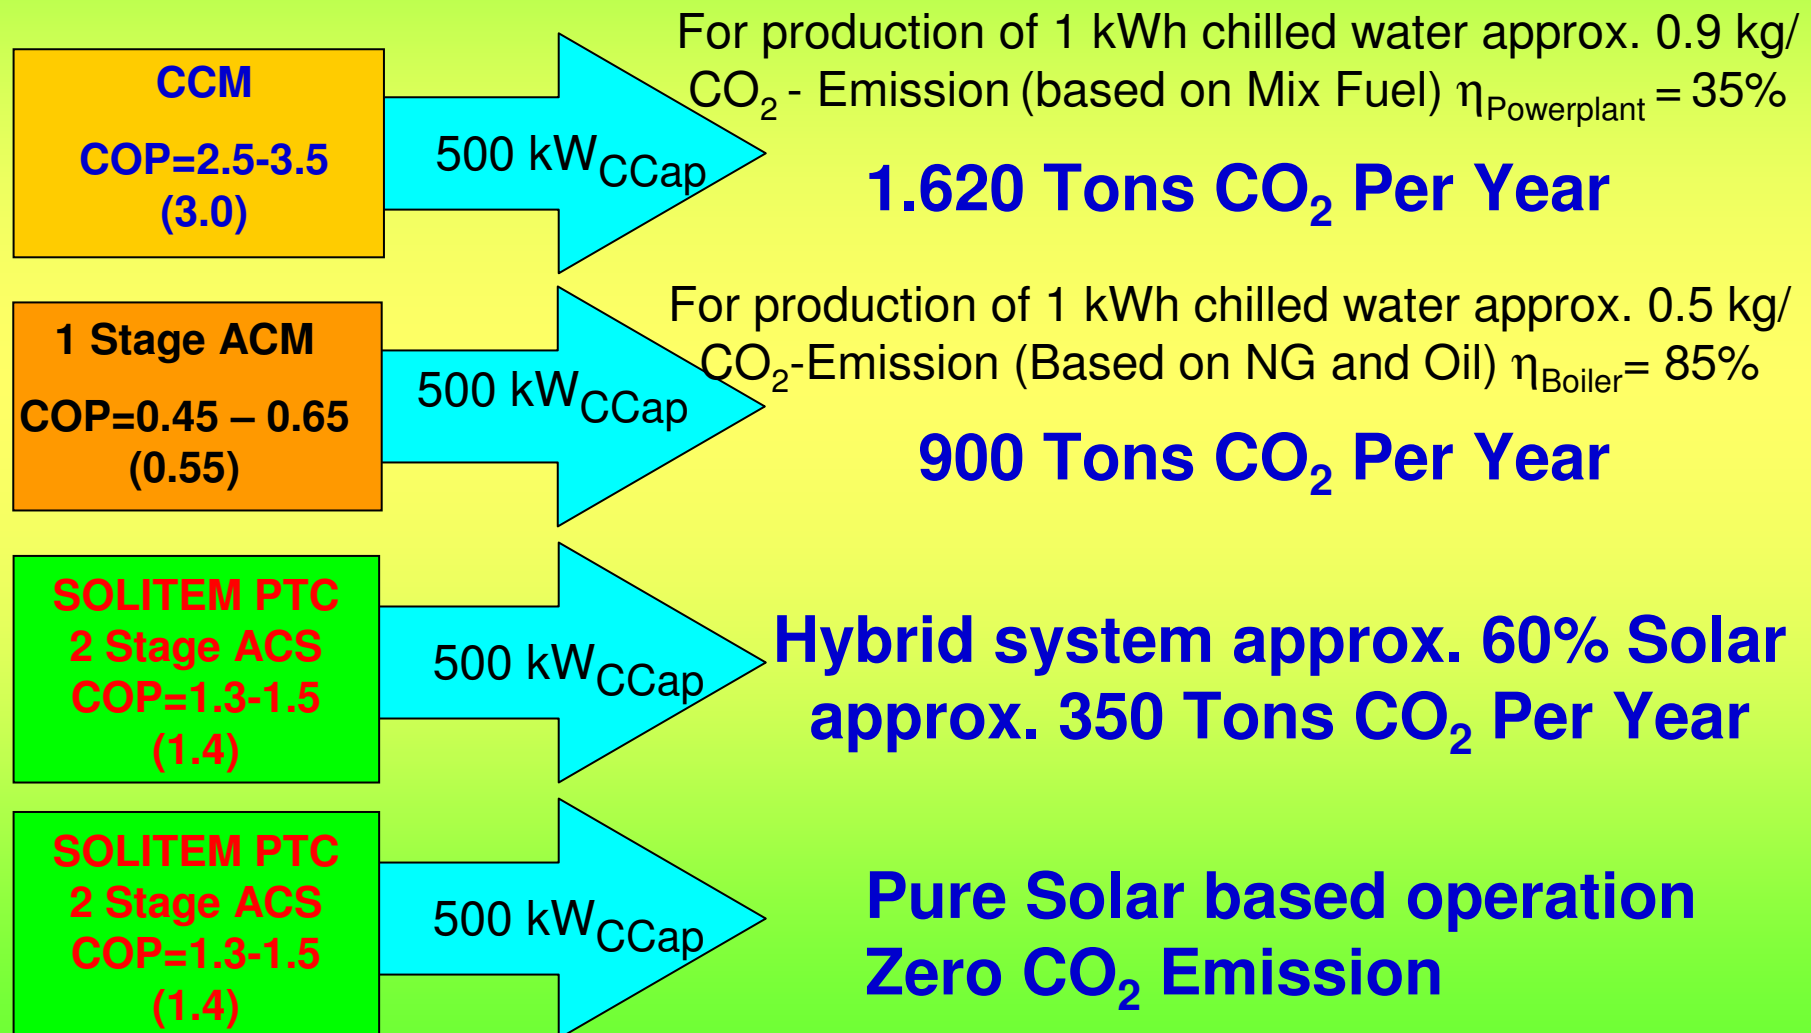 CCM
COP=2.5-3.5
(3.0)
500 kWCCap
For production of 1 kWh chilled water approx. 0.9 kg/
CO2 - Emission (based on Mix Fuel) ηPowerplant = 35%
1.620 Tons CO2 Per Year
1 Stage ACM
COP=0.45 – 0.65
(0.55)
500 kWCCap
For production of 1 kWh chilled water approx. 0.5 kg/
CO2-Emission (Based on NG and Oil) ηBoiler= 85%
900 Tons CO2 Per Year
SOLITEM PTC
2 Stage ACS
COP=1.3-1.5
(1.4)
500 kWCCap
Hybrid system approx. 60% Solar
approx. 350 Tons CO2 Per Year
SOLITEM PTC
2 Stage ACS
COP=1.3-1.5
(1.4)
500 kWCCap
Pure Solar based operation
Zero CO2 Emission